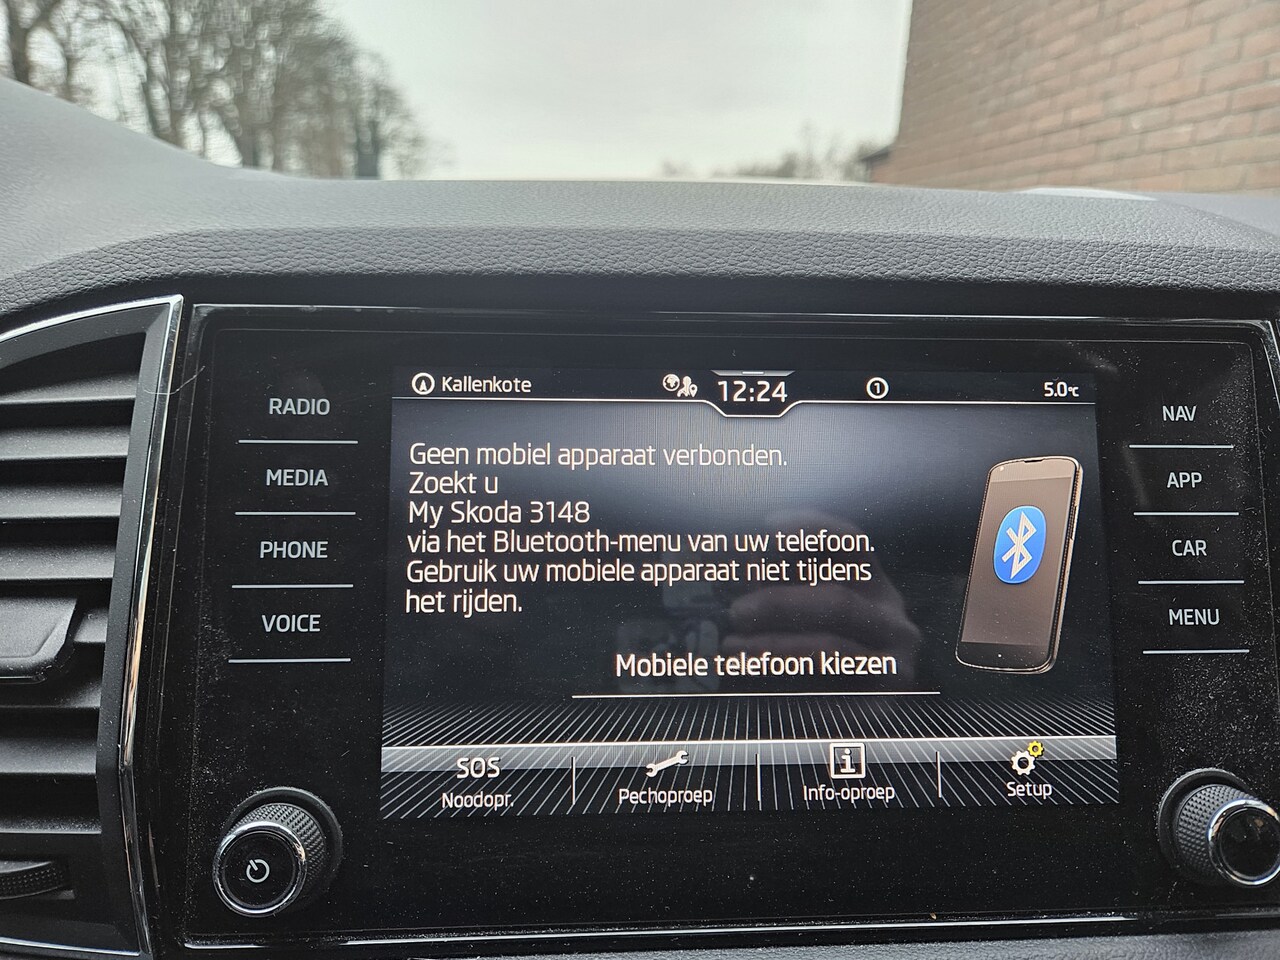 Kallenkote
12:24
1
5.0°C
RADIO
MEDIA
PHONE
VOICE
Geen mobiel apparaat verbonden.
Zoekt u
My Skoda 3148
via het Bluetooth-menu van uw telefoon.
Gebruik uw mobiele apparaat niet tijdens
het rijden.
Mobiele telefoon kiezen
SOS
Noodopr.
Pechoproep
i
Info-oproep
Setup
NAV
APP
CAR
MENU